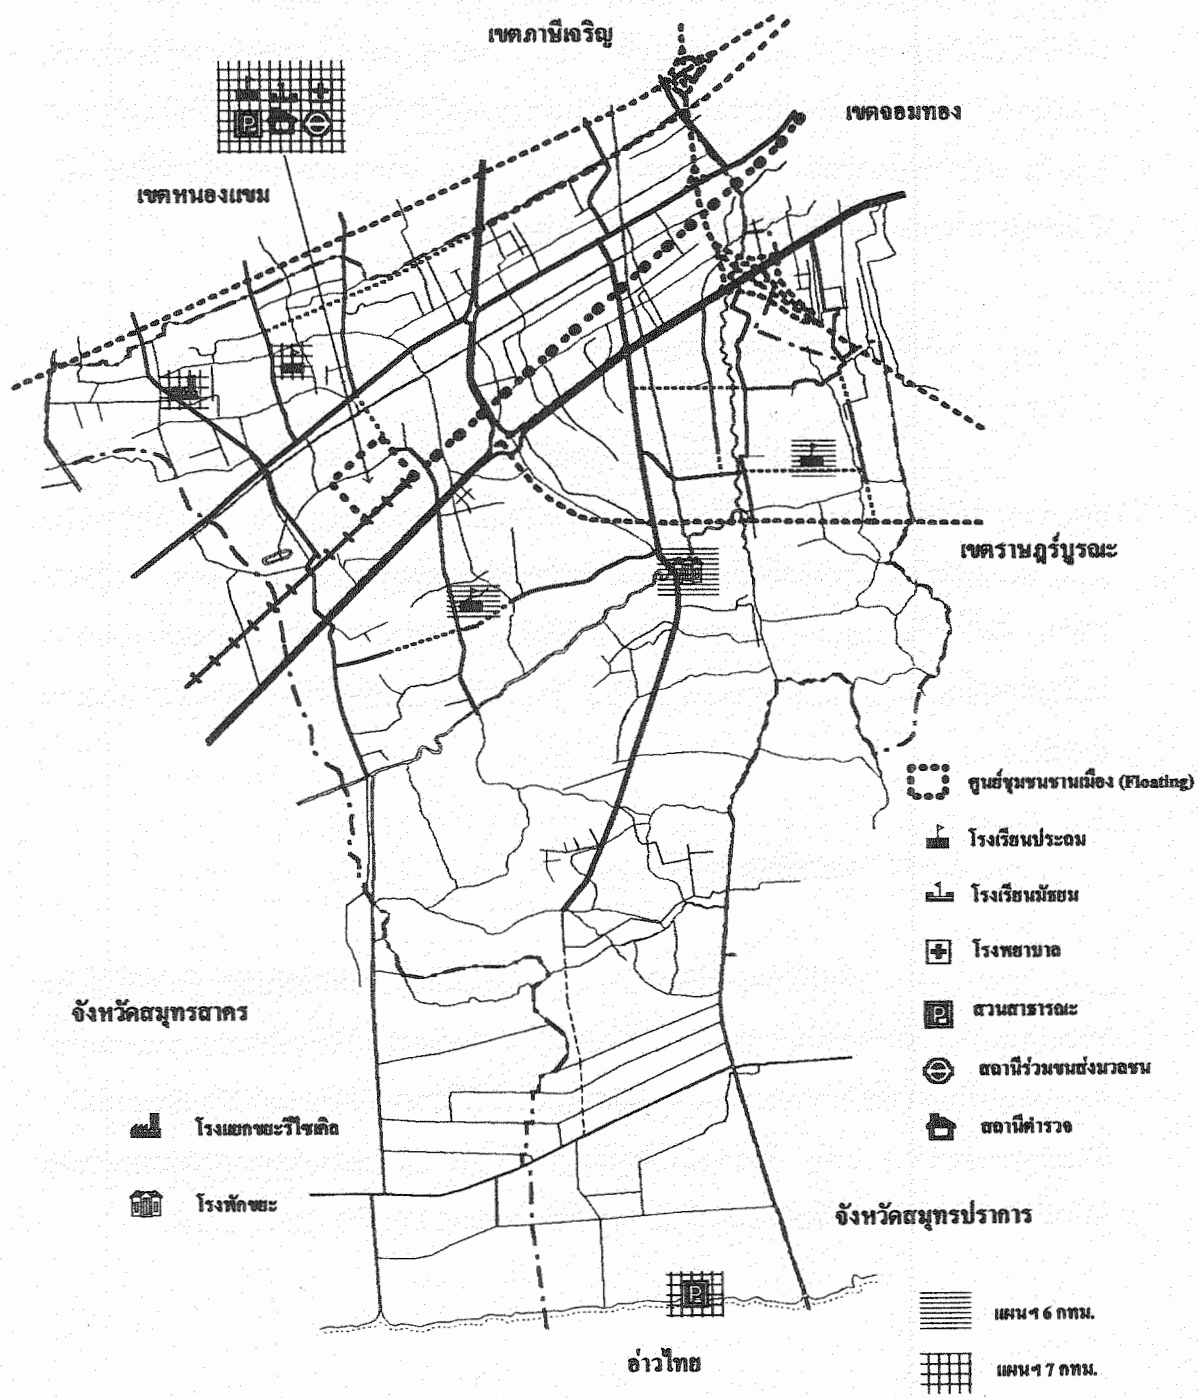 เขตภาษีเจริญ
เขตจอมทอง
เขตหนองแขม
เขตราษฎร์บูรณะ
ศูนย์ชุมชนชานเมือง (Floating)
โรงเรียนประถม
โรงเรียนมัธยม
โรงพยาบาล
P สวนสาธารณะ
สถานีร่วมขนส่งมวลชน
สถานีตำรวจ
จังหวัดสมุทรสาคร
โรงแยกขยะรีไซเคิล
โรงพักขยะ
จังหวัดสมุทรปราการ
P
อ่าวไทย
แผนฯ 6 กทม.
แผนฯ 7 กทม.